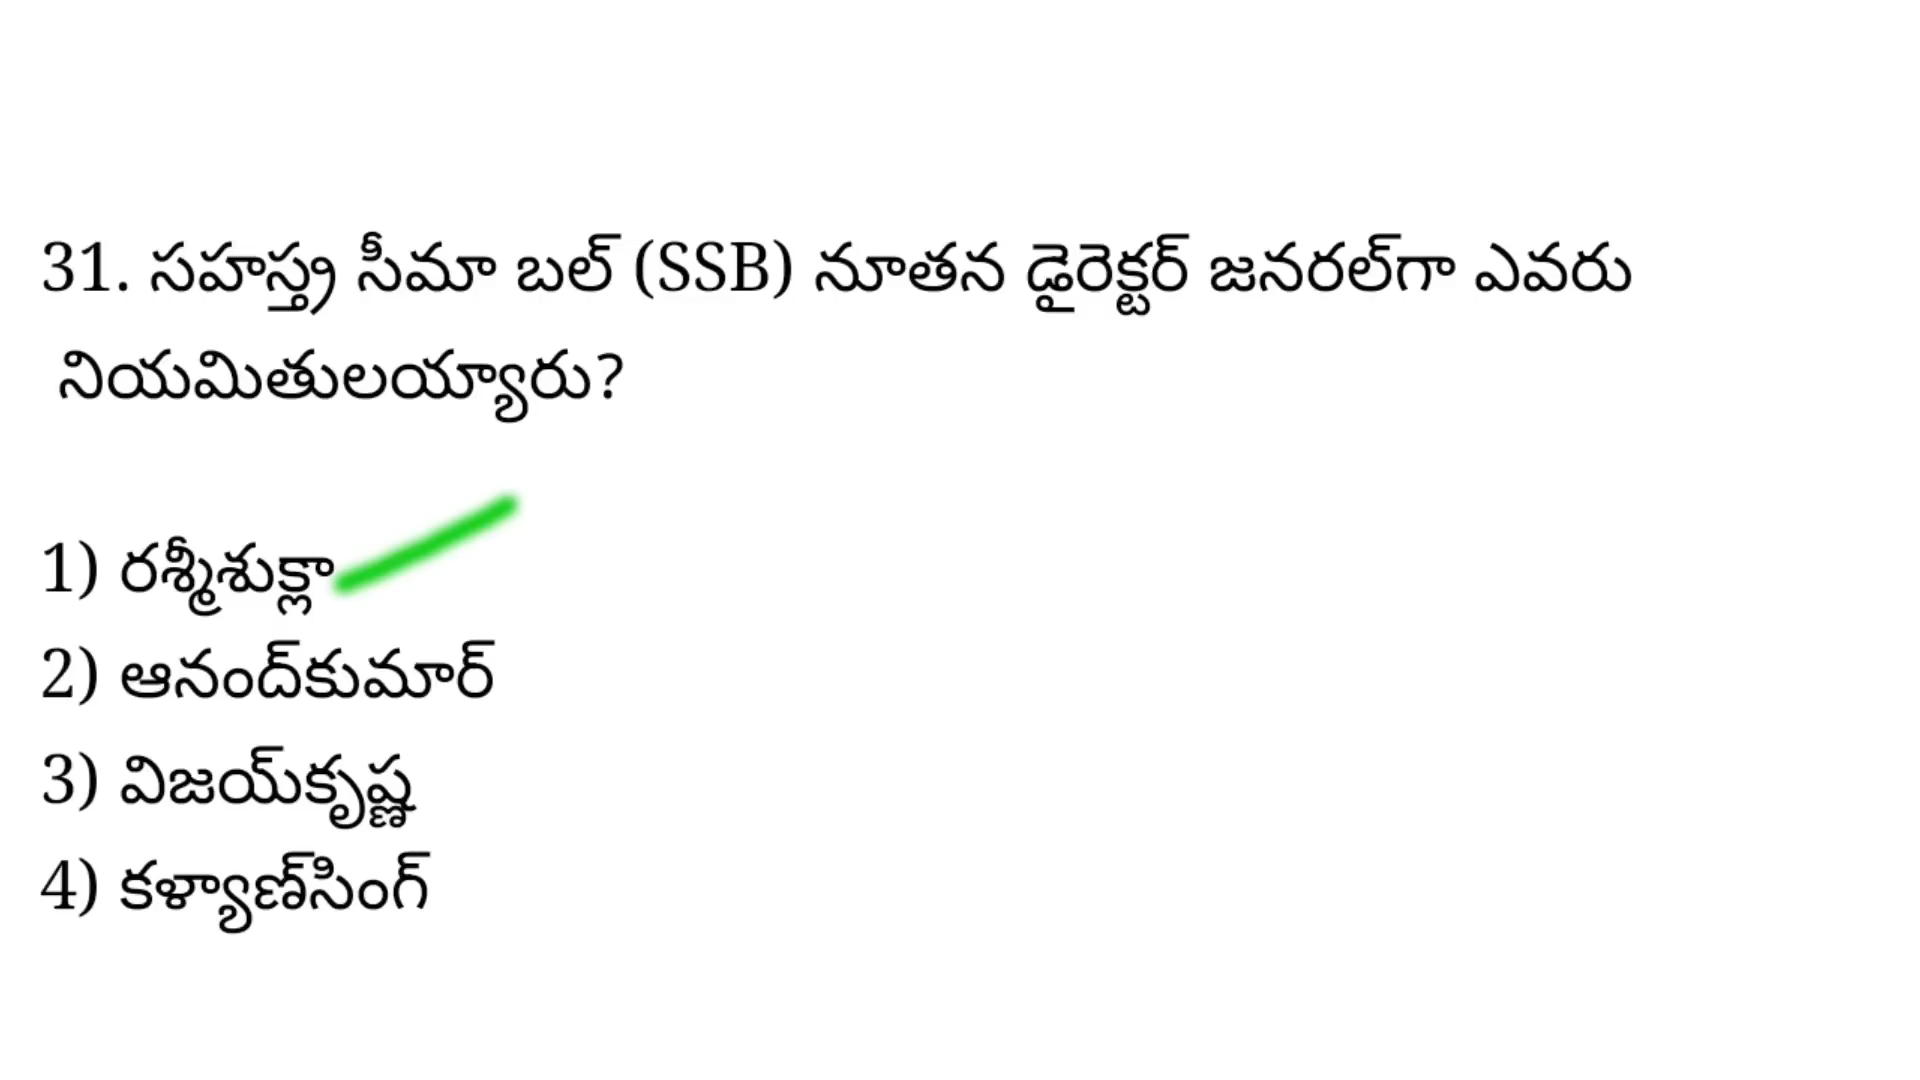 31. సహస్త్ర సీమా బల్ (SSB) నూతన డైరెక్టర్ జనరల్‌గా ఎవరు
నియమితులయ్యారు?
1) రశ్మీశుక్లా
2) ఆనంద్‌కుమార్
3) విజయ్‌కృష్ణ
4) కళ్యాణ్‌సింగ్